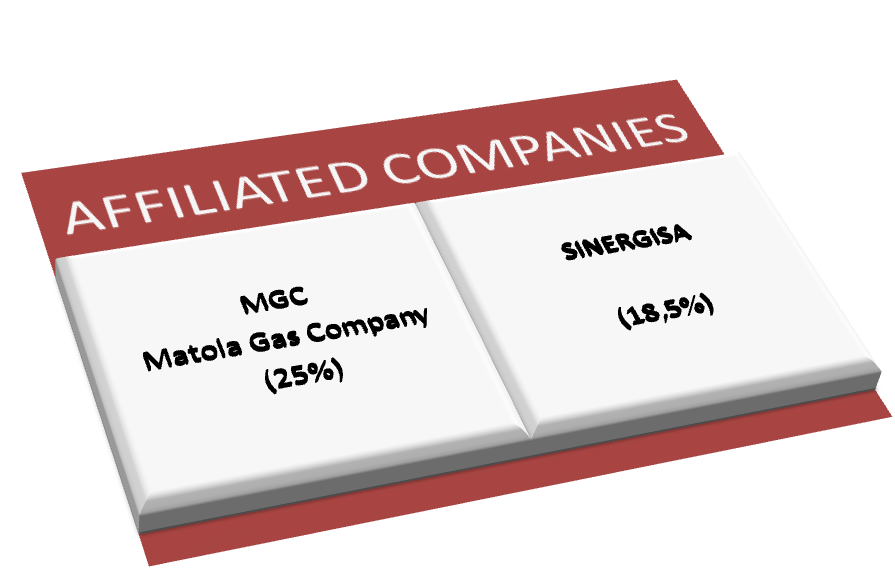 AFFILIATED COMPANIES
MGC
Matola Gas Company
(25%)
SINERGISA
(18,5%)